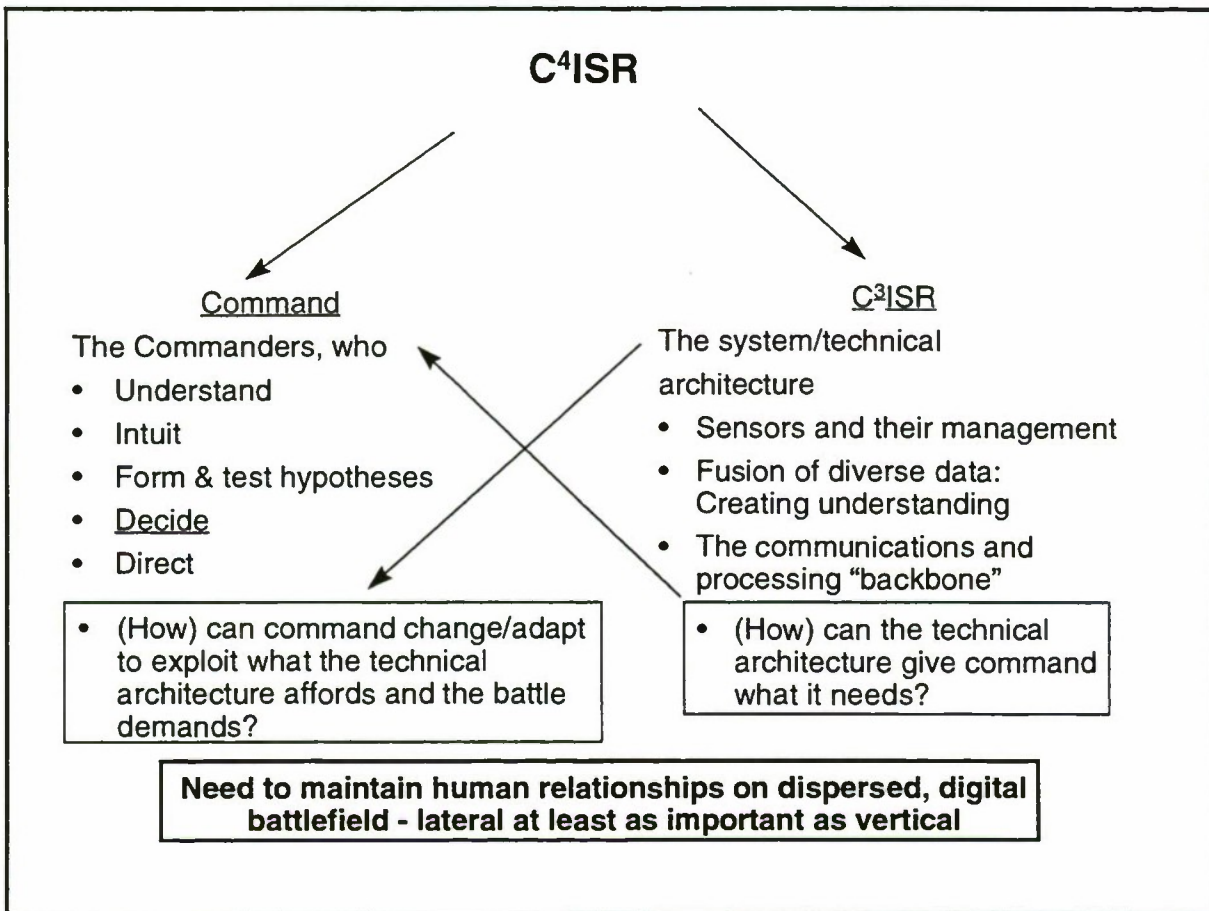 C⁴ISR
Command
The Commanders, who
• Understand
• Intuit
• Form & test hypotheses
• Decide
• Direct
• (How) can command change/adapt
to exploit what the technical
architecture affords and the battle
demands?
C³ISR
The system/technical
architecture
• Sensors and their management
• Fusion of diverse data:
Creating understanding
• The communications and
processing “backbone”
• (How) can the technical
architecture give command
what it needs?
Need to maintain human relationships on dispersed, digital
battlefield - lateral at least as important as vertical